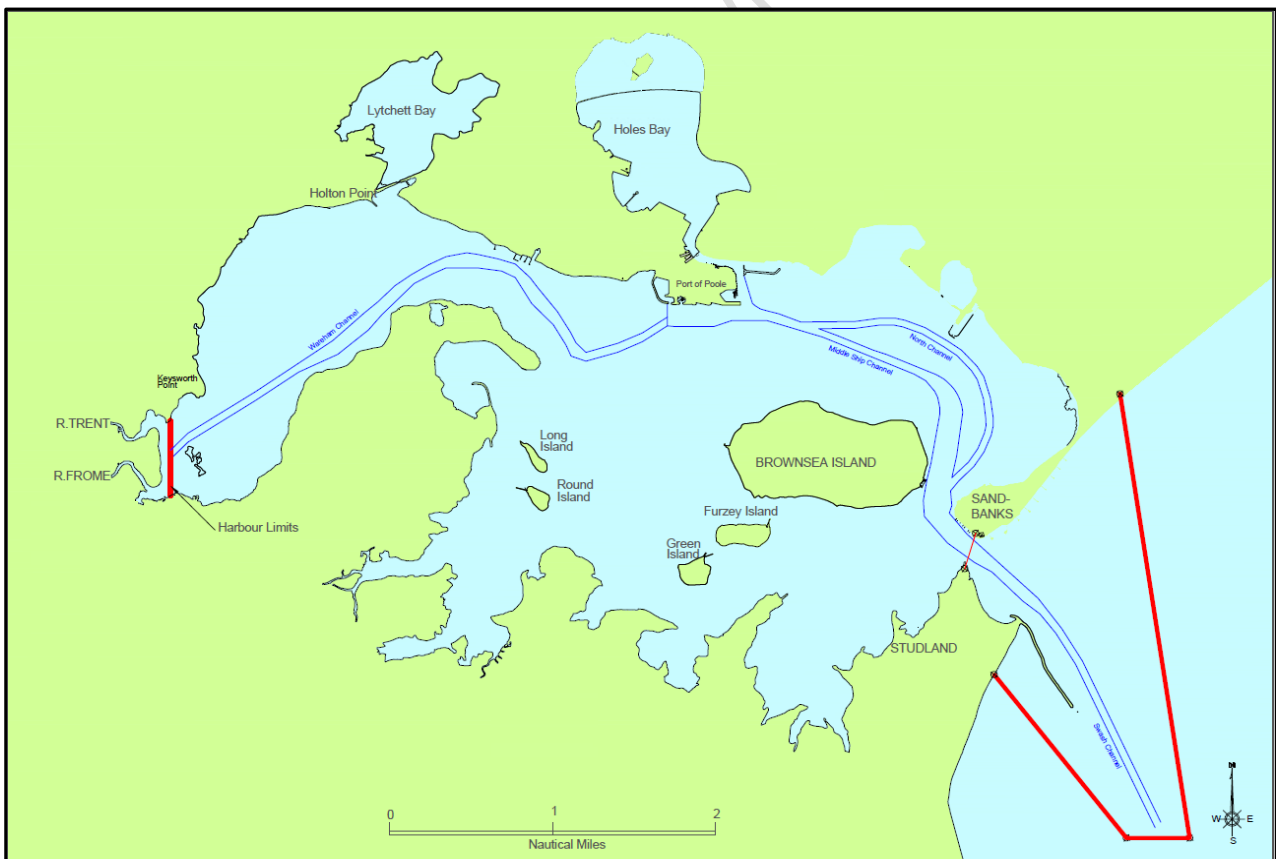 Lytchett Bay
Holes Bay
Holton Point
Port of Poole
Wareham Channel
North Channel
Middle Ship Channel
Keysworth
Point
R.TRENT
R.FROME
Harbour Limits
Long
Island
Round
Island
BROWNSEA ISLAND
Furzey Island
Green
Island
SAND-
BANKS
STUDLAND
Swash Channel
0
1
2
Nautical Miles
N
W
E
S